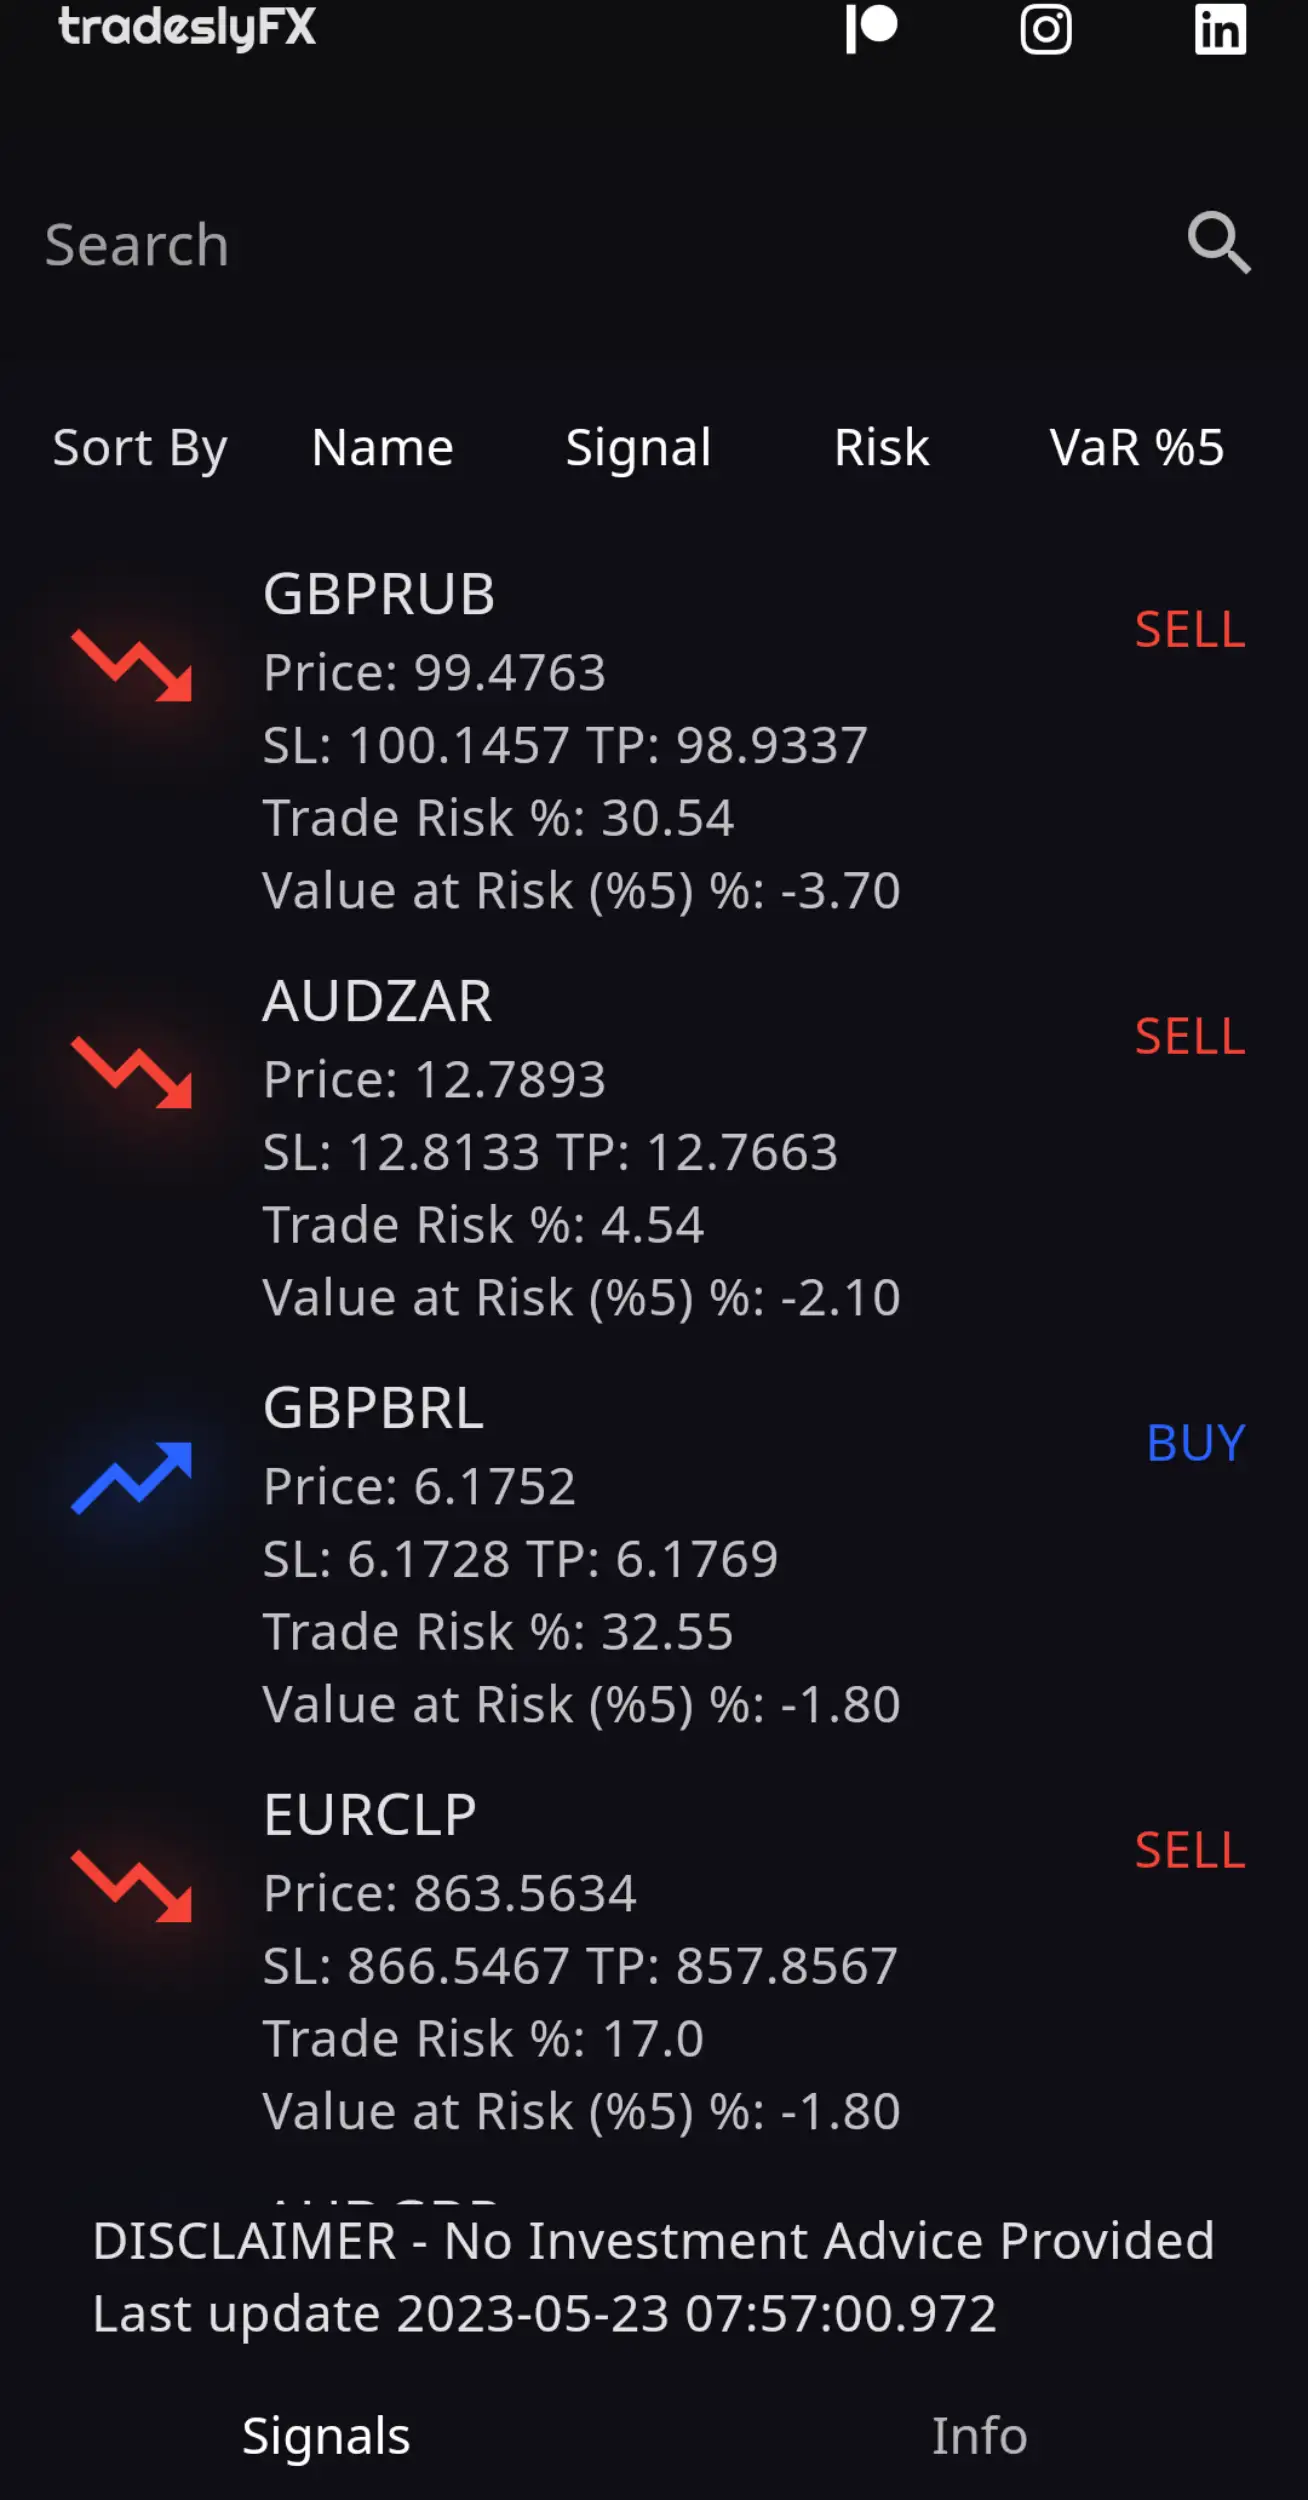 tradeslyFX
Search
Sort By Name Signal Risk VaR %5
GBPRUB
SELL
Price: 99.4763
SL: 100.1457 TP: 98.9337
Trade Risk %: 30.54
Value at Risk (%5) %: -3.70
AUDZAR
SELL
Price: 12.7893
SL: 12.8133 TP: 12.7663
Trade Risk %: 4.54
Value at Risk (%5) %: -2.10
GBPBRL
BUY
Price: 6.1752
SL: 6.1728 TP: 6.1769
Trade Risk %: 32.55
Value at Risk (%5) %: -1.80
EURCLP
SELL
Price: 863.5634
SL: 866.5467 TP: 857.8567
Trade Risk %: 17.0
Value at Risk (%5) %: -1.80
DISCLAIMER - No Investment Advice Provided
Last update 2023-05-23 07:57:00.972
Signals Info